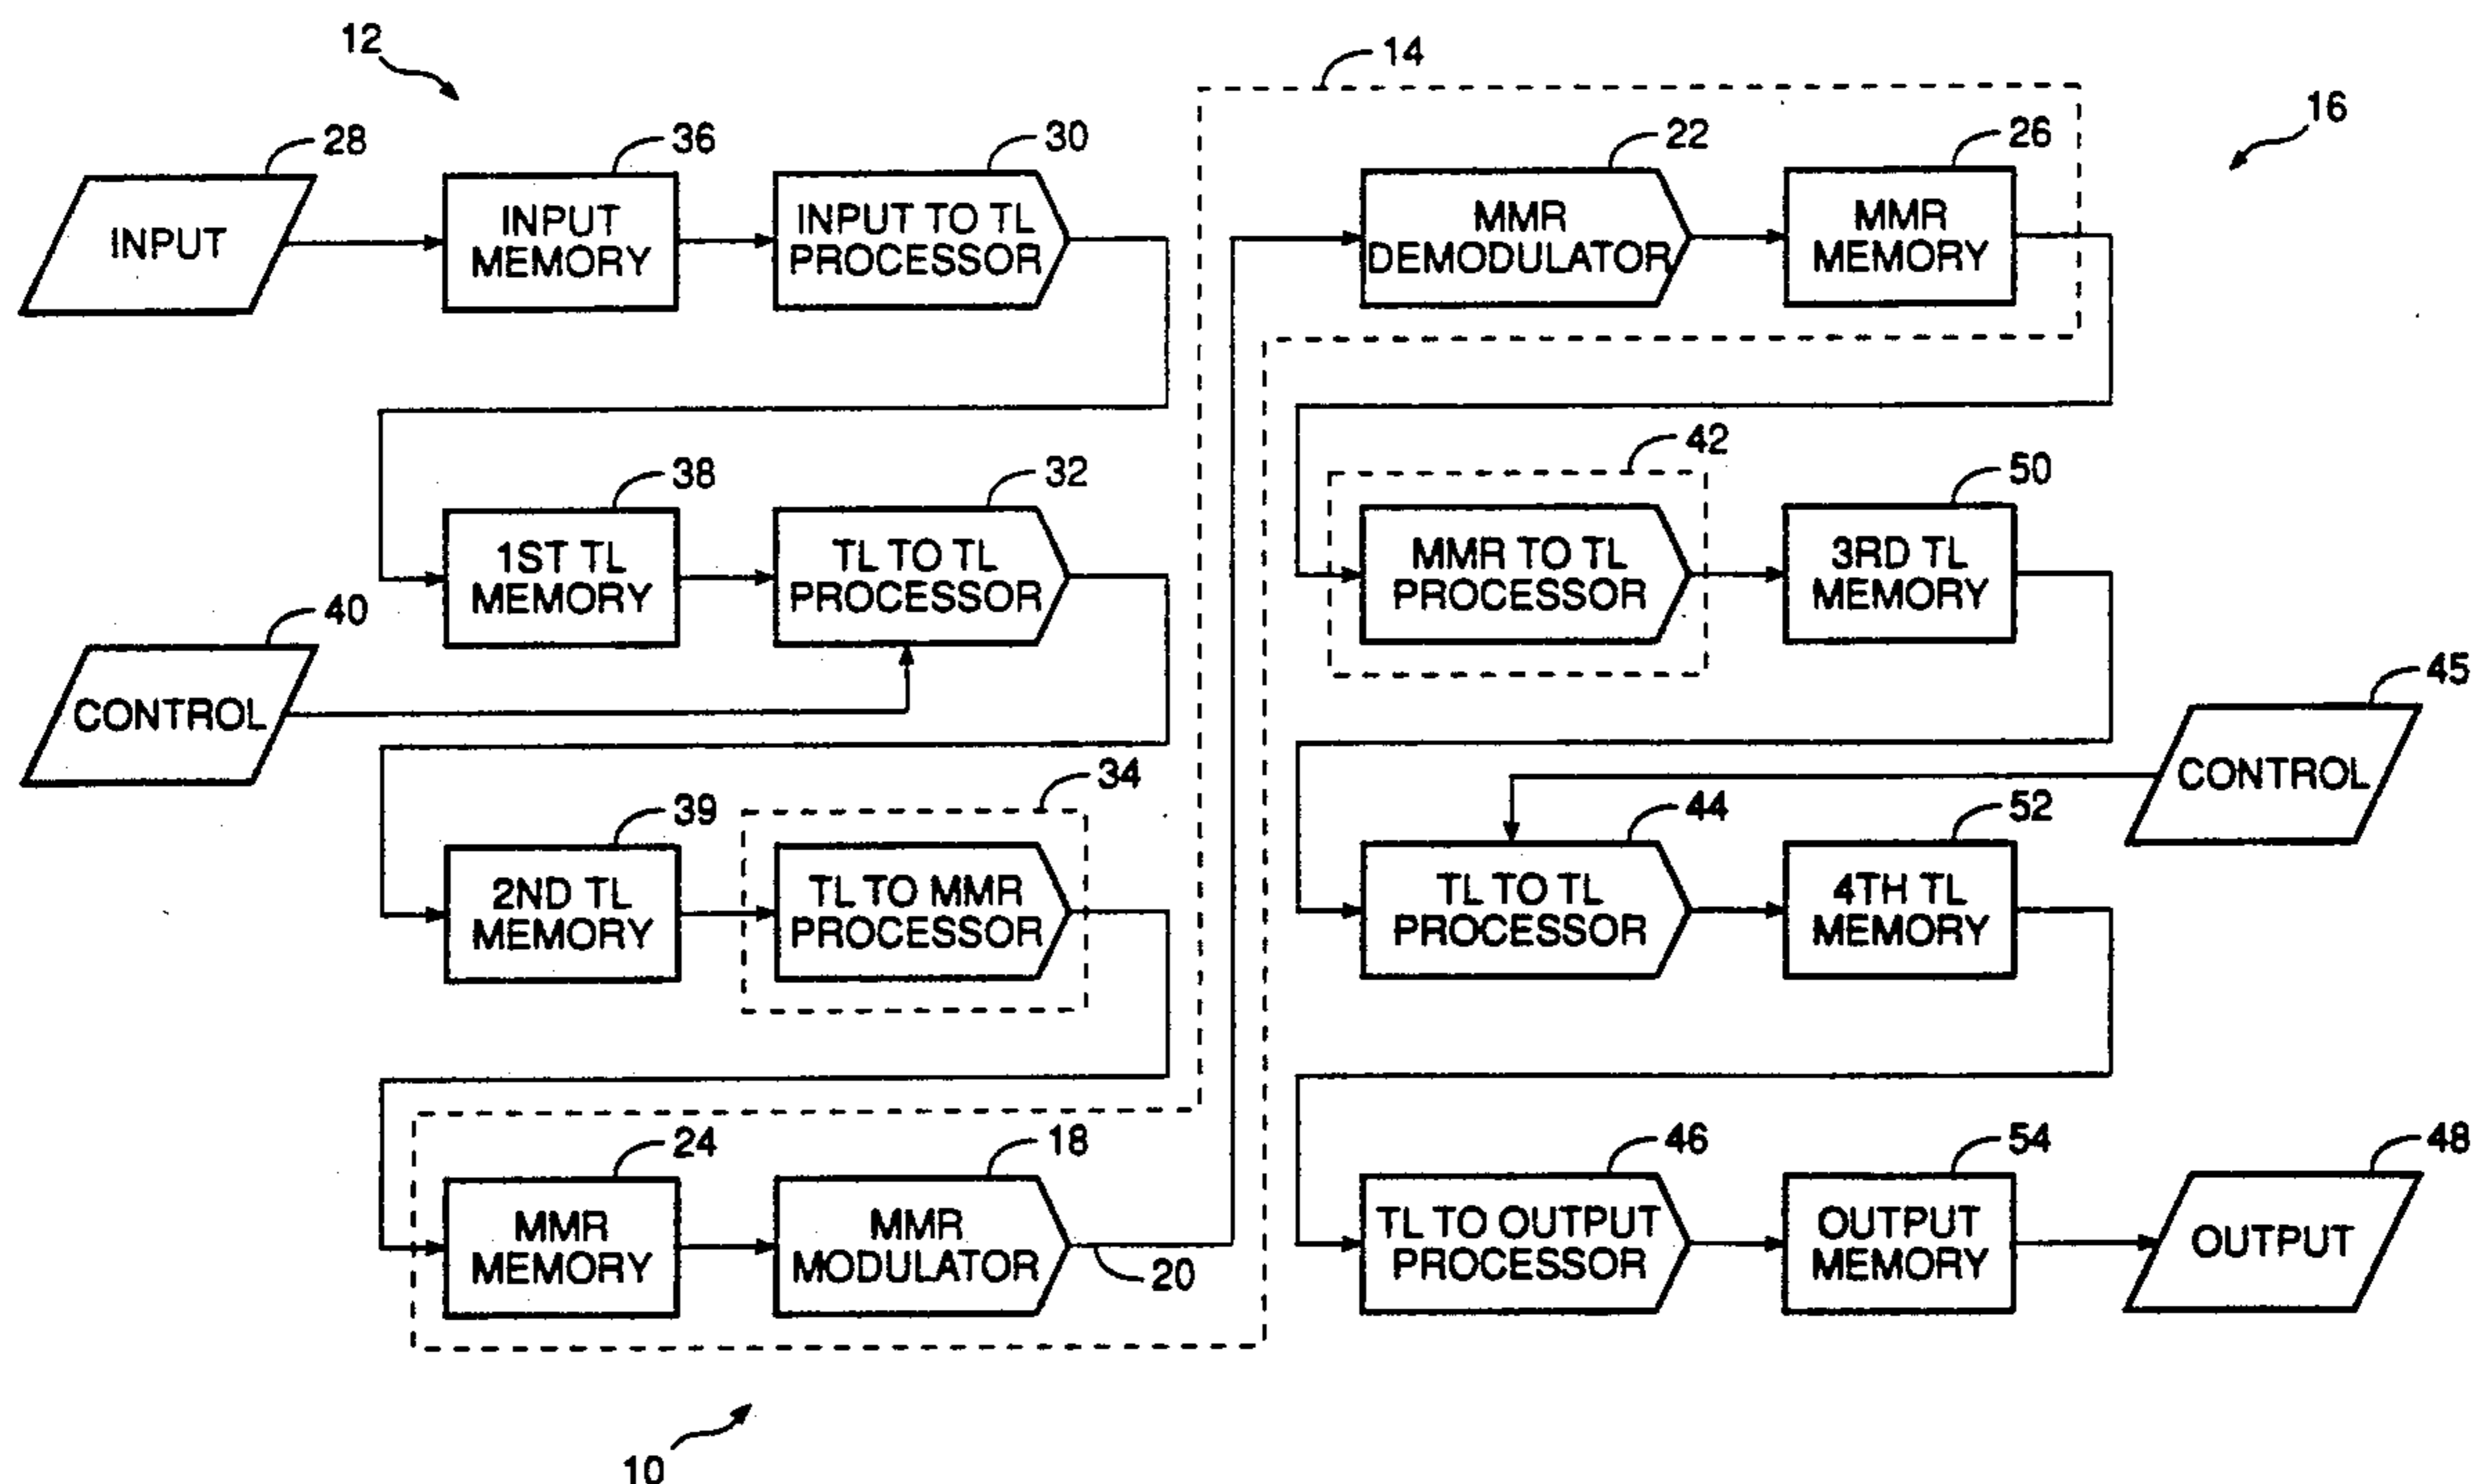 12
14
16
28
INPUT
36
INPUT
MEMORY
30
INPUT TO TL
PROCESSOR
22
MMR
DEMODULATOR
26
MMR
MEMORY
38
1ST TL
MEMORY
32
TL TO TL
PROCESSOR
42
MMR TO TL
PROCESSOR
50
3RD TL
MEMORY
40
CONTROL
45
CONTROL
39
2ND TL
MEMORY
34
TL TO MMR
PROCESSOR
44
TL TO TL
PROCESSOR
52
4TH TL
MEMORY
24
MMR
MEMORY
18
MMR
MODULATOR
20
46
TL TO OUTPUT
PROCESSOR
54
OUTPUT
MEMORY
48
OUTPUT
10